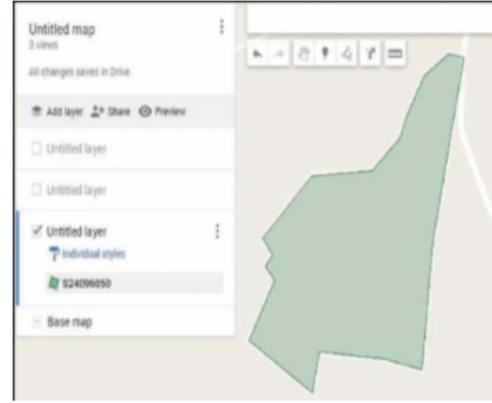 Untitled map
3 views
All changes saved in Drive
Add layer Share Preview
Untitled layer
Untitled layer
Untitled layer
Individual styles
S24096050
Base map